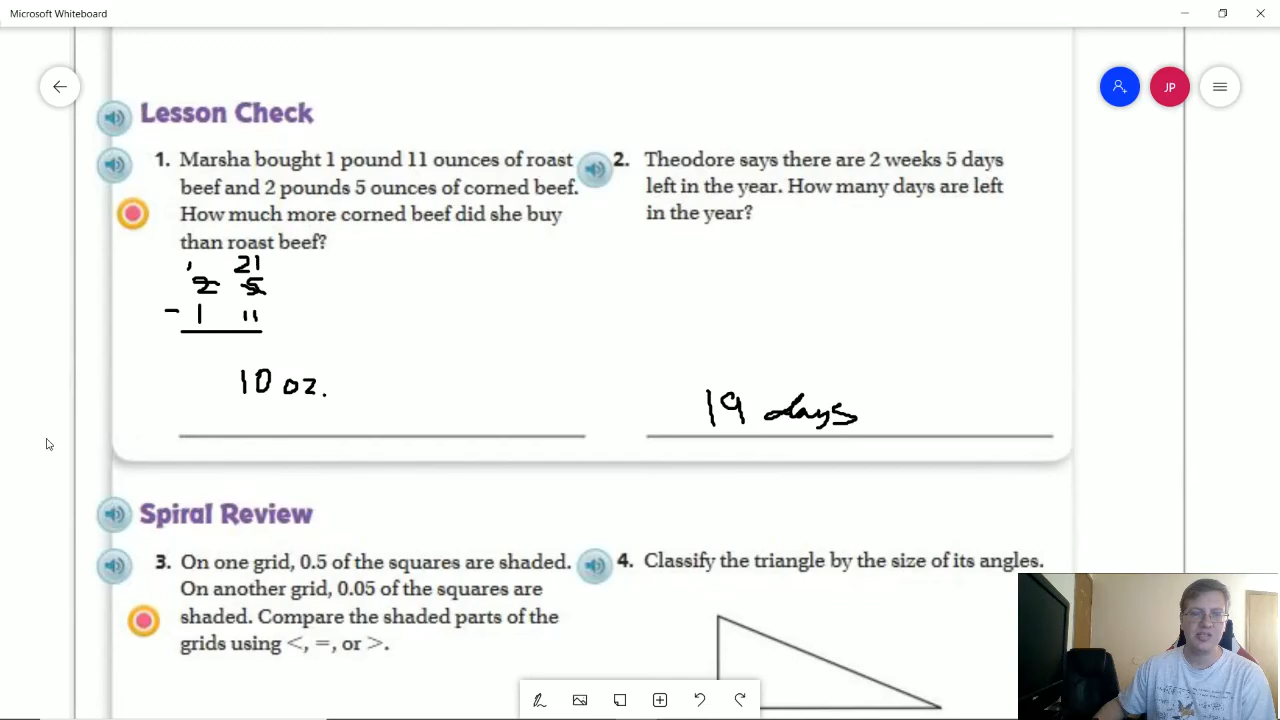 Microsoft Whiteboard
JP
Lesson Check
1. Marsha bought 1 pound 11 ounces of roast
beef and 2 pounds 5 ounces of corned beef.
How much more corned beef did she buy
than roast beef?
1 21
2 5
- 1 11
10 oz.
2. Theodore says there are 2 weeks 5 days
left in the year. How many days are left
in the year?
19 days
Spiral Review
3. On one grid, 0.5 of the squares are shaded.
On another grid, 0.05 of the squares are
shaded. Compare the shaded parts of the
grids using <, =, or >.
4. Classify the triangle by the size of its angles.